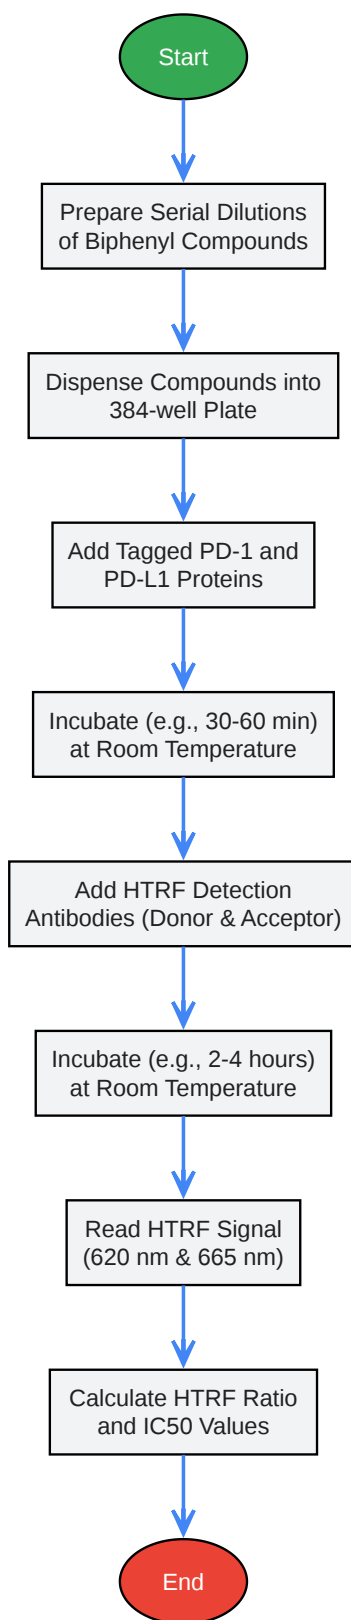 Start
Prepare Serial Dilutions
of Biphenyl Compounds
Dispense Compounds into
384-well Plate
Add Tagged PD-1 and
PD-L1 Proteins
Incubate (e.g., 30-60 min)
at Room Temperature
Add HTRF Detection
Antibodies (Donor & Acceptor)
Incubate (e.g., 2-4 hours)
at Room Temperature
Read HTRF Signal
(620 nm & 665 nm)
Calculate HTRF Ratio
and IC50 Values
End